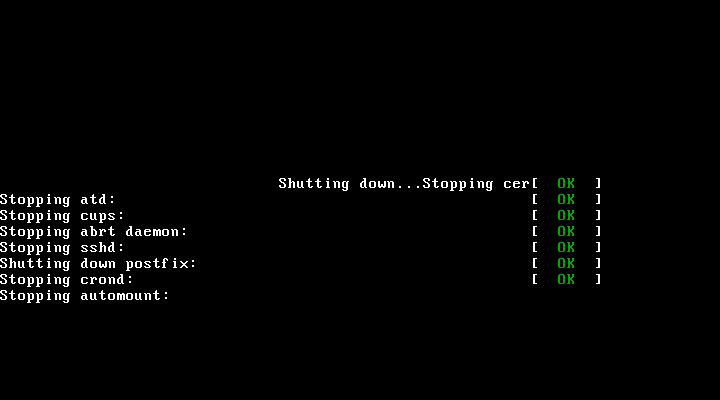 Shutting down...Stopping cer[  OK  ]
Stopping atd: [  OK  ]
Stopping cups: [  OK  ]
Stopping abrt daemon: [  OK  ]
Stopping sshd: [  OK  ]
Shutting down postfix: [  OK  ]
Stopping crond: [  OK  ]
Stopping automount: